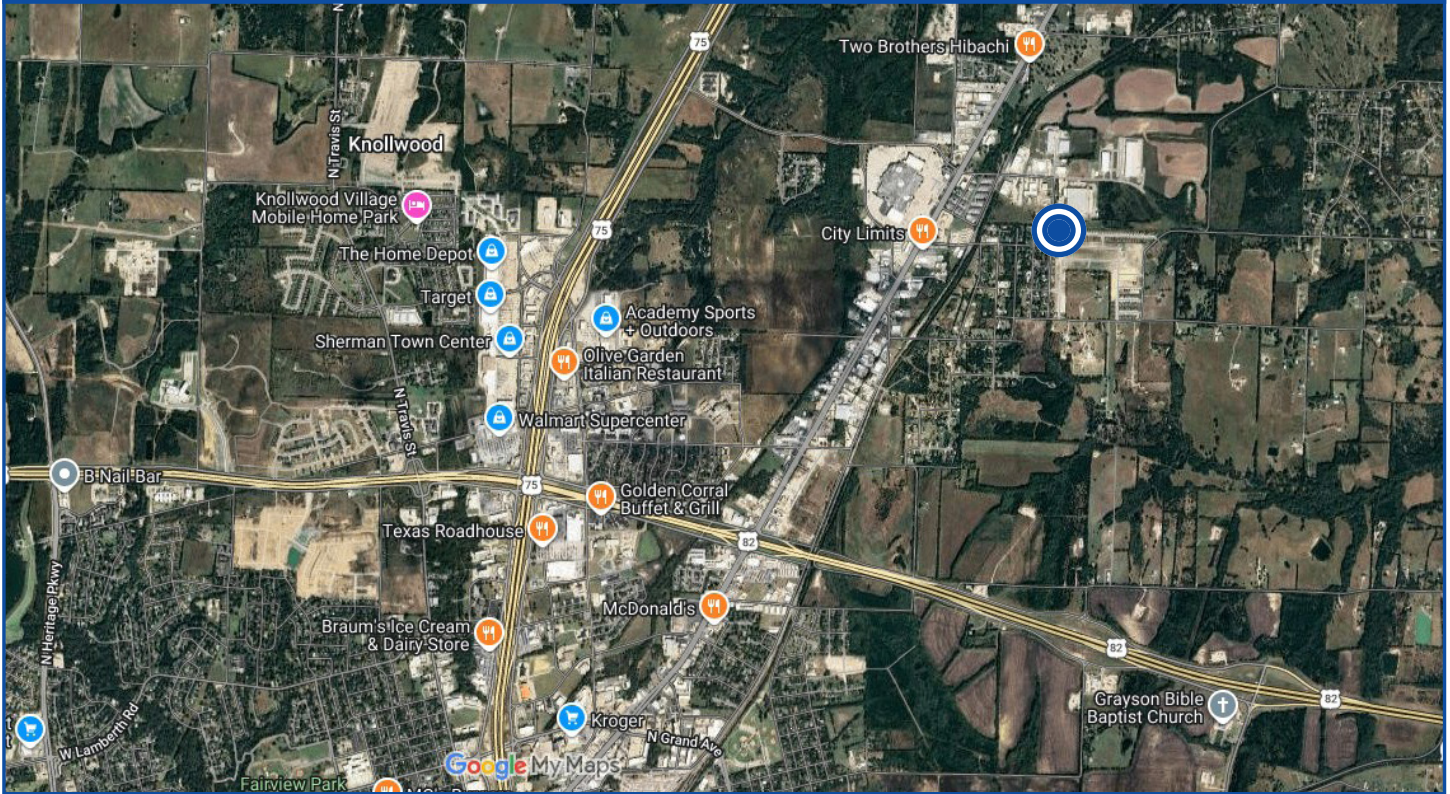 75
Two Brothers Hibachi
N Travis St
Knollwood
Knollwood Village
Mobile Home Park
75
City Limits
The Home Depot
Target
Academy Sports
+ Outdoors
Sherman Town Center
Olive Garden
Italian Restaurant
N Travis St
Walmart Supercenter
B Nail Bar
75
Golden Corral
Buffet & Grill
Texas Roadhouse
82
N Heritage Pkwy
McDonald's
Braum's Ice Cream
& Dairy Store
82
Grayson Bible
Baptist Church
82
W Lamberth Rd
Kroger
N Grand Ave
Google My Maps
Fairview Park